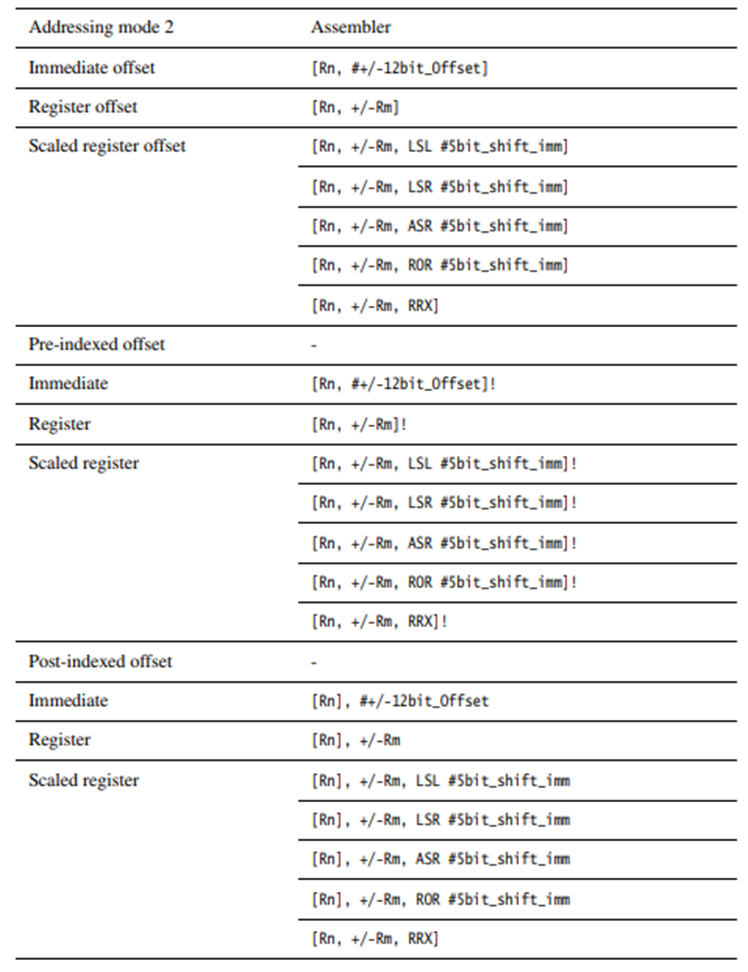 Addressing mode 2 Assembler
Immediate offset [Rn, #+/-12bit_Offset]
Register offset [Rn, +/-Rm]
Scaled register offset [Rn, +/-Rm, LSL #5bit_shift_imm]
[Rn, +/-Rm, LSR #5bit_shift_imm]
[Rn, +/-Rm, ASR #5bit_shift_imm]
[Rn, +/-Rm, ROR #5bit_shift_imm]
[Rn, +/-Rm, RRX]
Pre-indexed offset -
Immediate [Rn, #+/-12bit_Offset]!
Register [Rn, +/-Rm]!
Scaled register [Rn, +/-Rm, LSL #5bit_shift_imm]!
[Rn, +/-Rm, LSR #5bit_shift_imm]!
[Rn, +/-Rm, ASR #5bit_shift_imm]!
[Rn, +/-Rm, ROR #5bit_shift_imm]!
[Rn, +/-Rm, RRX]!
Post-indexed offset -
Immediate [Rn], #+/-12bit_Offset
Register [Rn], +/-Rm
Scaled register [Rn], +/-Rm, LSL #5bit_shift_imm
[Rn], +/-Rm, LSR #5bit_shift_imm
[Rn], +/-Rm, ASR #5bit_shift_imm
[Rn], +/-Rm, ROR #5bit_shift_imm
[Rn, +/-Rm, RRX]